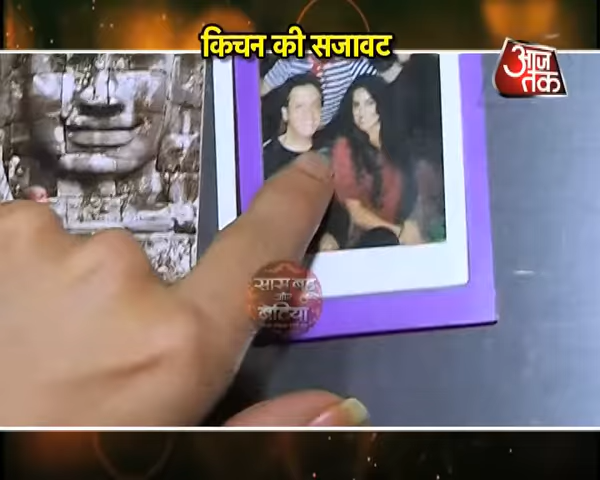 किचन की सजावट
आज
तक
सास बहू
और
बेटियां